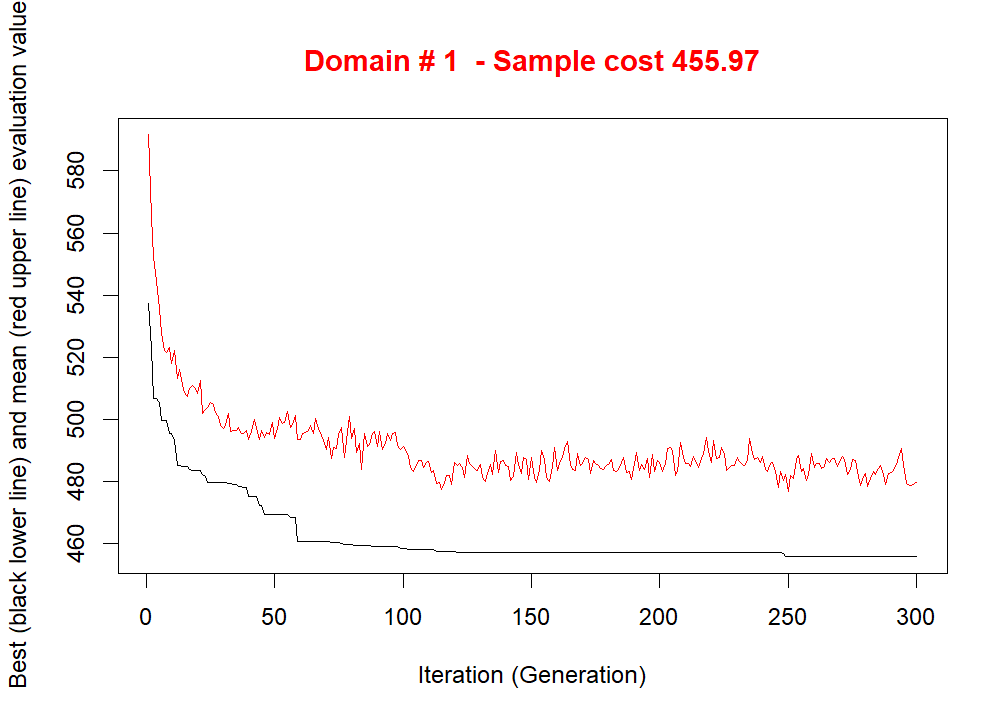 Domain # 1  - Sample cost 455.97
Best (black lower line) and mean (red upper line) evaluation value
580
560
540
520
500
480
460
0 50 100 150 200 250 300
Iteration (Generation)